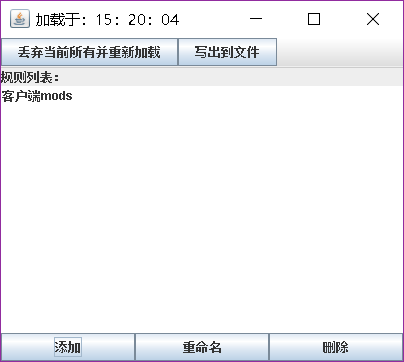 加载于：15：20：04
丢弃当前所有并重新加载 写出到文件
规则列表：
客户端mods
添加 重命名 删除